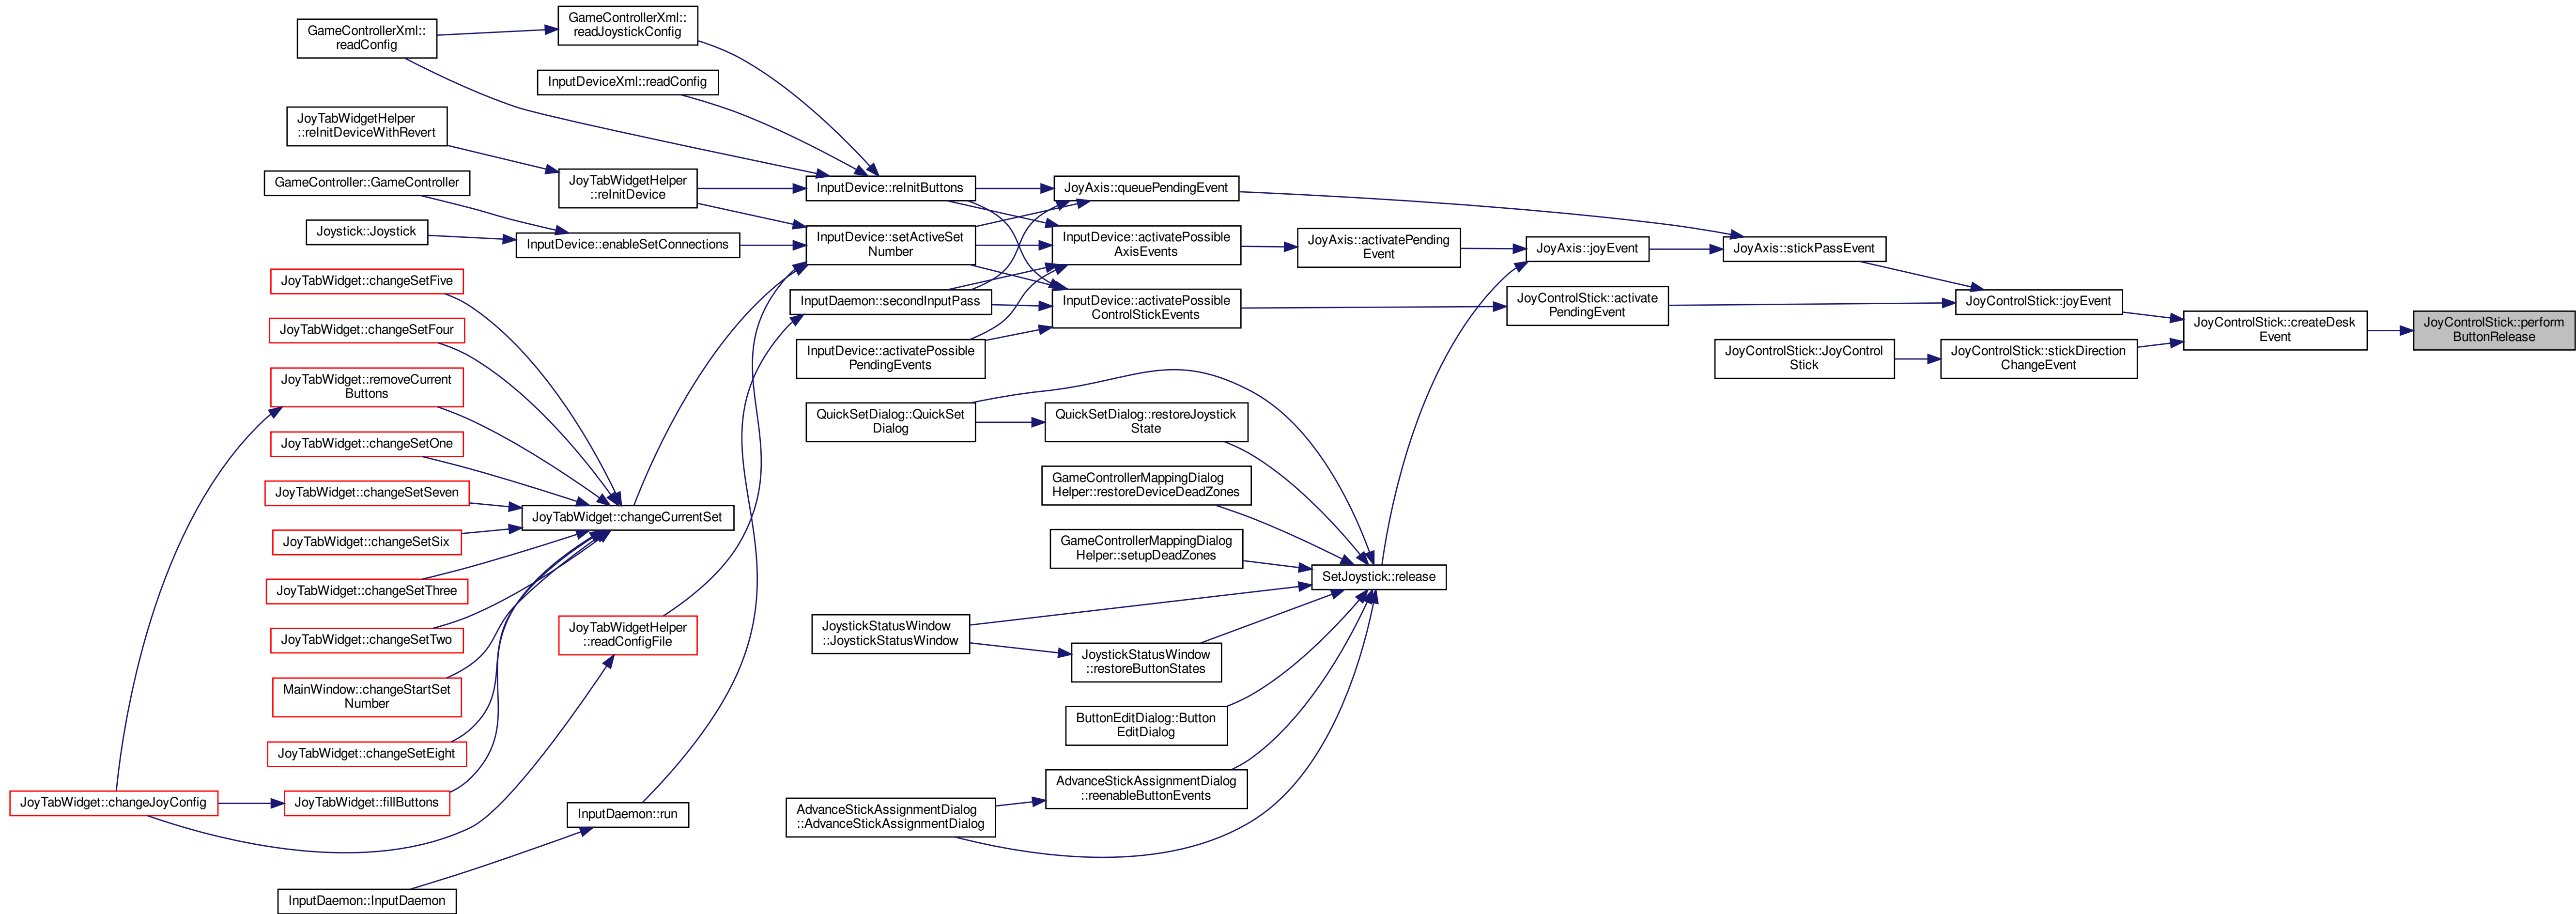 GameControllerXml::
readJoystickConfig
GameControllerXml::
readConfig
InputDeviceXml::readConfig
JoyTabWidgetHelper
::reInitDeviceWithRevert
GameController::GameController
JoyTabWidgetHelper
::reInitDevice
InputDevice::reInitButtons
JoyAxis::queuePendingEvent
Joystick::Joystick
InputDevice::enableSetConnections
InputDevice::setActiveSet
Number
InputDevice::activatePossible
AxisEvents
JoyAxis::activatePending
Event
JoyAxis::joyEvent
JoyAxis::stickPassEvent
JoyTabWidget::changeSetFive
InputDaemon::secondInputPass
InputDevice::activatePossible
ControlStickEvents
JoyControlStick::activate
PendingEvent
JoyControlStick::joyEvent
JoyTabWidget::changeSetFour
JoyControlStick::createDesk
Event
JoyControlStick::perform
ButtonRelease
InputDevice::activatePossible
PendingEvents
JoyControlStick::JoyControl
Stick
JoyControlStick::stickDirection
ChangeEvent
JoyTabWidget::removeCurrent
Buttons
QuickSetDialog::QuickSet
Dialog
QuickSetDialog::restoreJoystick
State
JoyTabWidget::changeSetOne
JoyTabWidget::changeSetSeven
GameControllerMappingDialog
Helper::restoreDeviceDeadZones
JoyTabWidget::changeCurrentSet
JoyTabWidget::changeSetSix
GameControllerMappingDialog
Helper::setupDeadZones
JoyTabWidget::changeSetThree
SetJoystick::release
JoyTabWidget::changeSetTwo
JoyTabWidgetHelper
::readConfigFile
JoystickStatusWindow
::JoystickStatusWindow
JoystickStatusWindow
::restoreButtonStates
MainWindow::changeStartSet
Number
ButtonEditDialog::Button
EditDialog
JoyTabWidget::changeSetEight
JoyTabWidget::changeJoyConfig
JoyTabWidget::fillButtons
InputDaemon::run
AdvanceStickAssignmentDialog
::reenableButtonEvents
AdvanceStickAssignmentDialog
::AdvanceStickAssignmentDialog
InputDaemon::InputDaemon